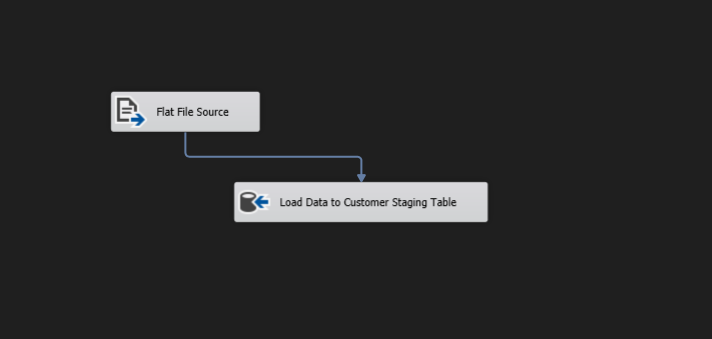 Flat File Source
Load Data to Customer Staging Table